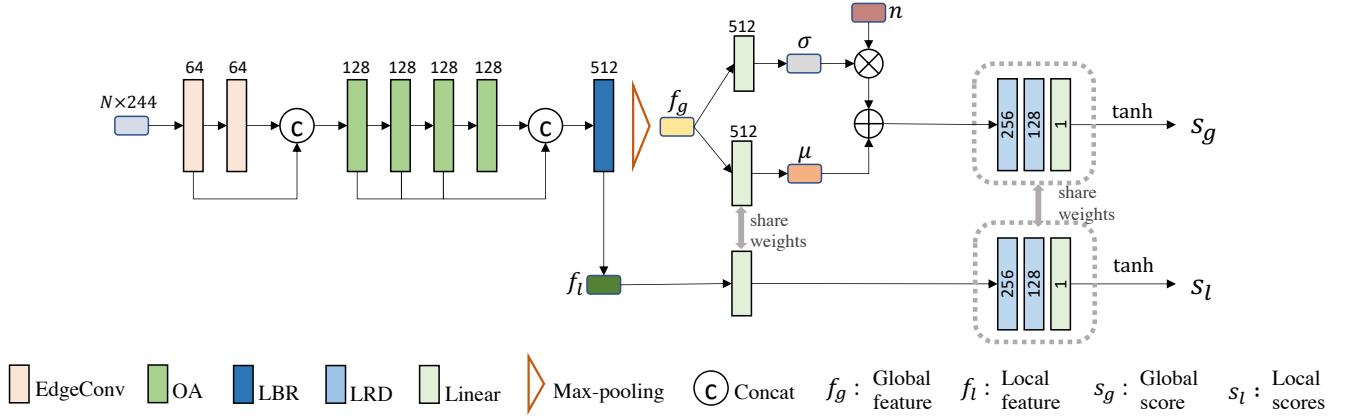 n
512
σ
64 64
128 128 128 128
512
N×244
f_g
C
C
512
μ
256
128
1
tanh
s_g
share
weights
share
weights
f_l
256
128
1
tanh
s_l
EdgeConv
OA
LBR
LRD
Linear
Max-pooling
C
Concat
f_g : Global
feature
f_l : Local
feature
s_g : Global
score
s_l : Local
scores